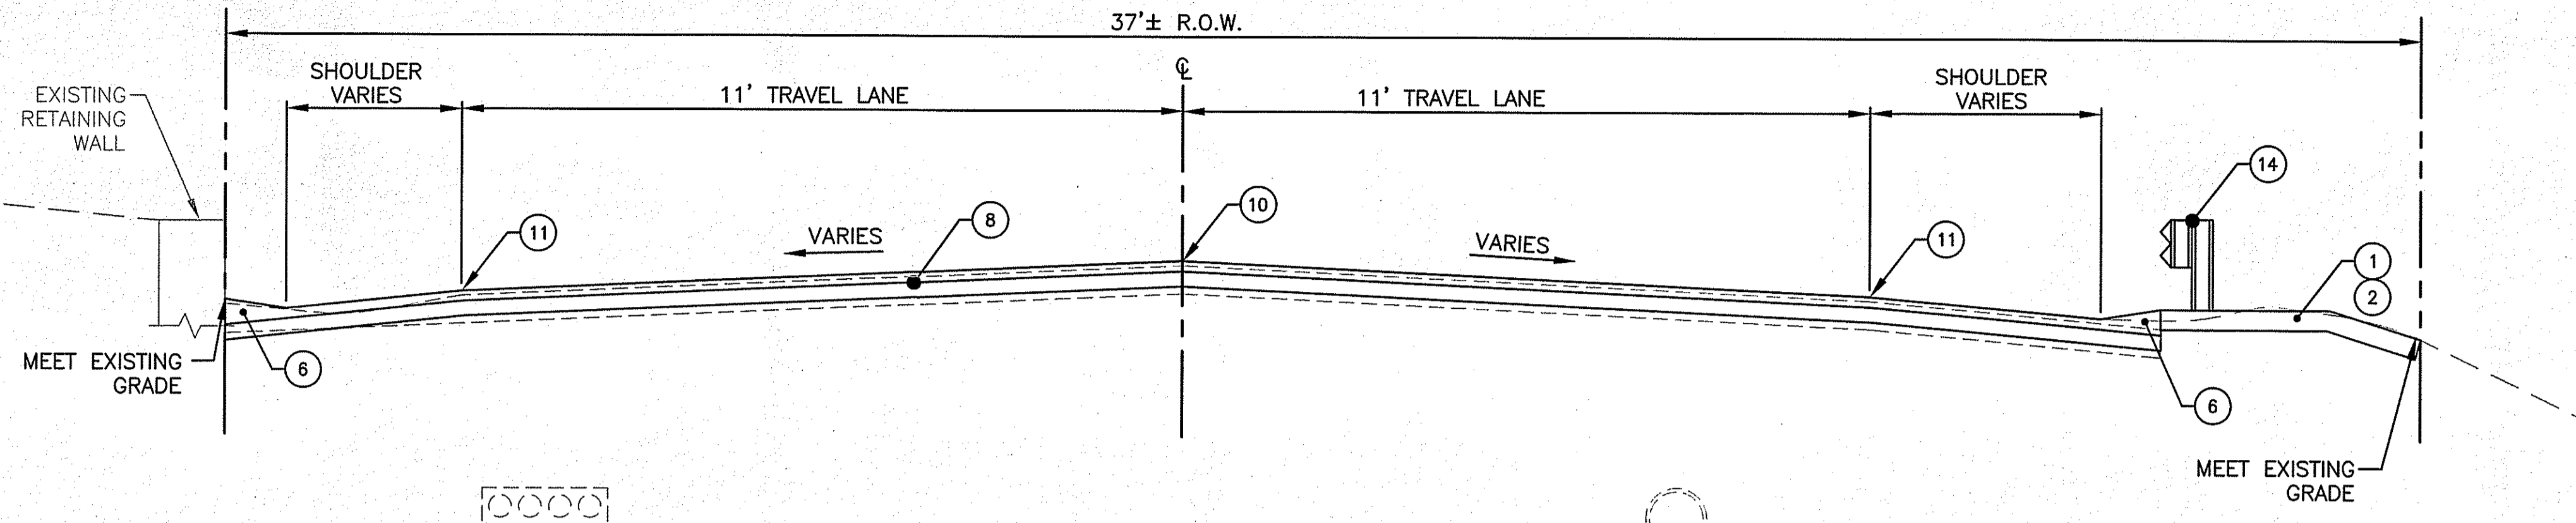 37'± R.O.W.
℄
SHOULDER
VARIES
11' TRAVEL LANE
11' TRAVEL LANE
SHOULDER
VARIES
EXISTING
RETAINING
WALL
14
10
8
11
VARIES
VARIES
11
1
2
6
6
MEET EXISTING
GRADE
MEET EXISTING
GRADE